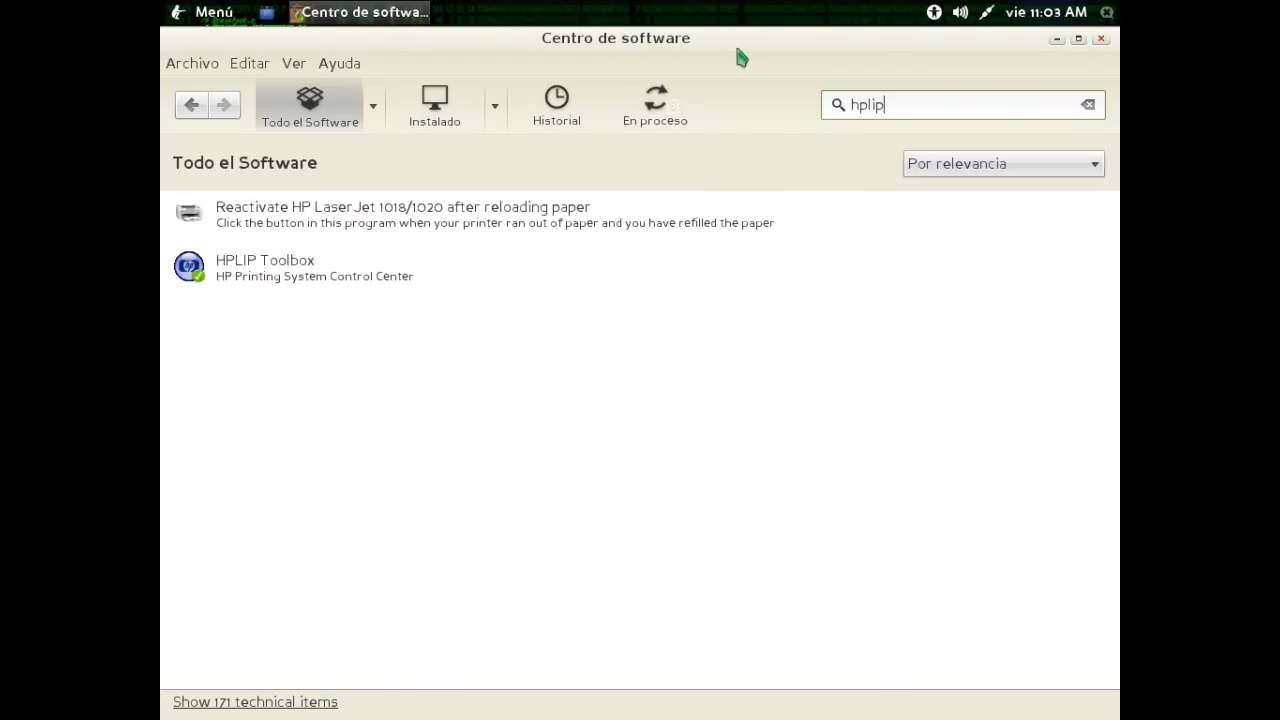 Menú Centro de softwa... vie 11:03 AM
Centro de software
Archivo Editar Ver Ayuda
Todo el Software Instalado Historial En proceso hplip
Todo el Software Por relevancia
Reactivate HP LaserJet 1018/1020 after reloading paper
Click the button in this program when your printer ran out of paper and you have refilled the paper
HPLIP Toolbox
HP Printing System Control Center
Show 171 technical items